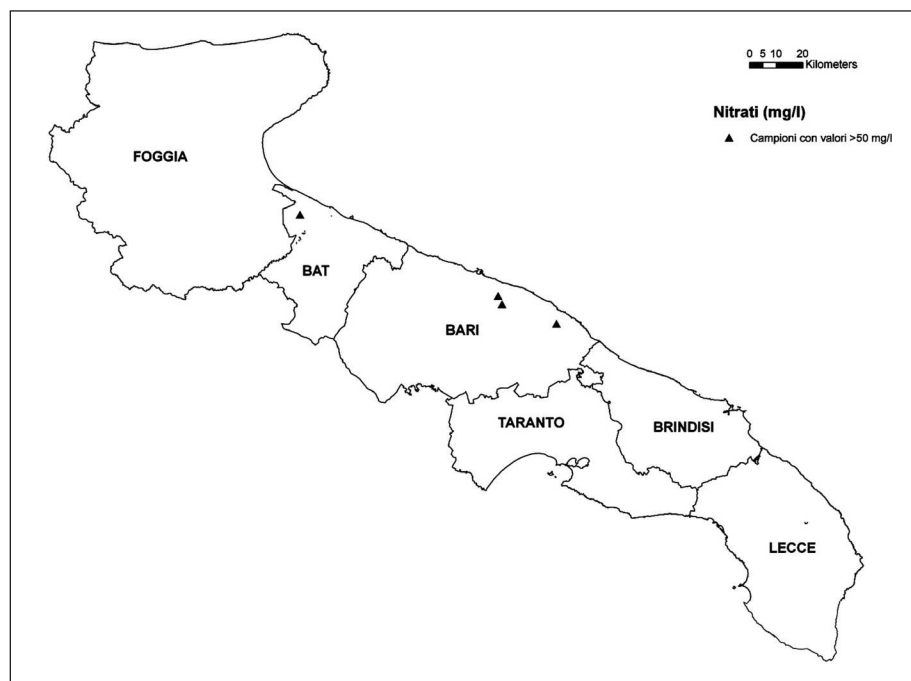 0 5 10 20
Kilometers
Nitrati (mg/l)
Campioni con valori >50 mg/l
FOGGIA
BAT
BARI
TARANTO
BRINDISI
LECCE